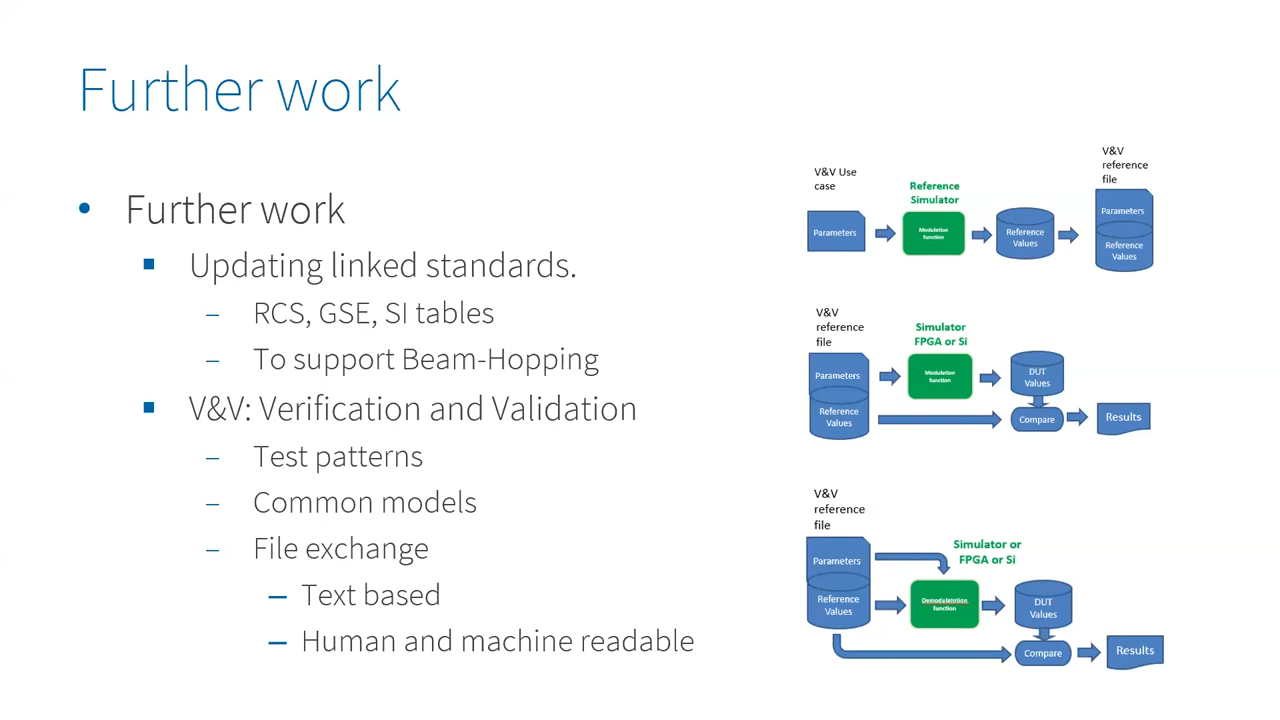 Further work
Further work
Updating linked standards.
RCS, GSE, SI tables
To support Beam-Hopping
V&V: Verification and Validation
Test patterns
Common models
File exchange
Text based
Human and machine readable
V&V Use
case
Parameters
Reference
Simulator
Modulation
function
Reference
Values
V&V
reference
file
Parameters
Reference
Values
V&V
reference
file
Parameters
Reference
Values
Simulator
FPGA or Si
Modulation
function
DUT
Values
Compare
Results
V&V
reference
file
Parameters
Reference
Values
Simulator or
FPGA or Si
Demodulatotion
function
DUT
Values
Compare
Results